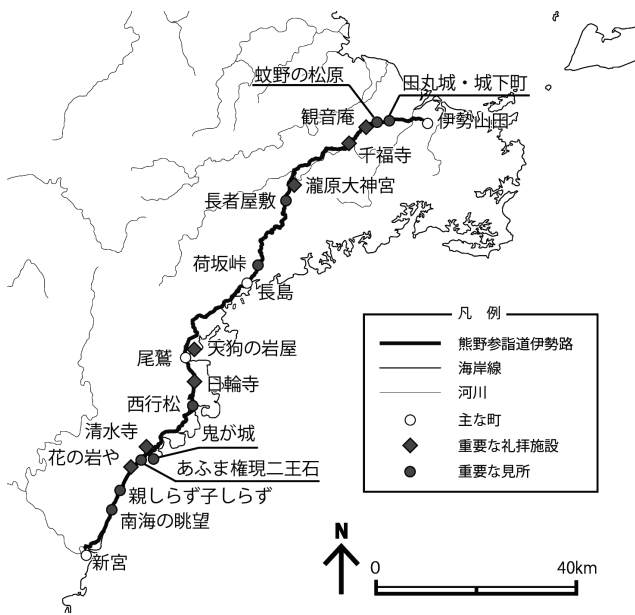 蚊野の松原
田丸城・城下町
観音庵
伊勢山田
千福寺
瀧原大神宮
長者屋敷
荷坂峠
長島
天狗の岩屋
尾鷲
日輪寺
西行松
鬼が城
清水寺
花の岩や
あふま権現二王石
親しらず子しらず
南海の眺望
新宮
凡 例
熊野参詣道伊勢路
海岸線
河川
主な町
重要な礼拝施設
重要な見所
N
0 40km